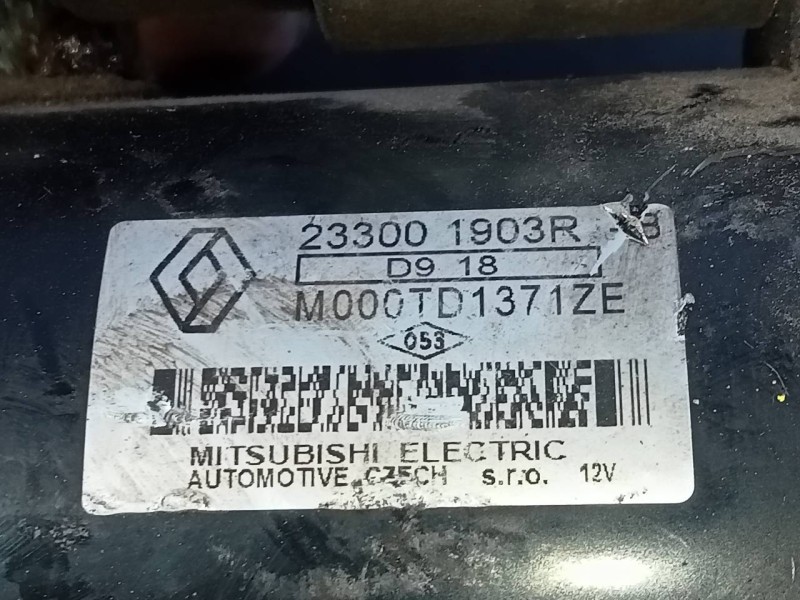 23300 1903R -B
D9 18
M000TD1371ZE
053
MITSUBISHI ELECTRIC
AUTOMOTIVE CZECH s.r.o. 12V